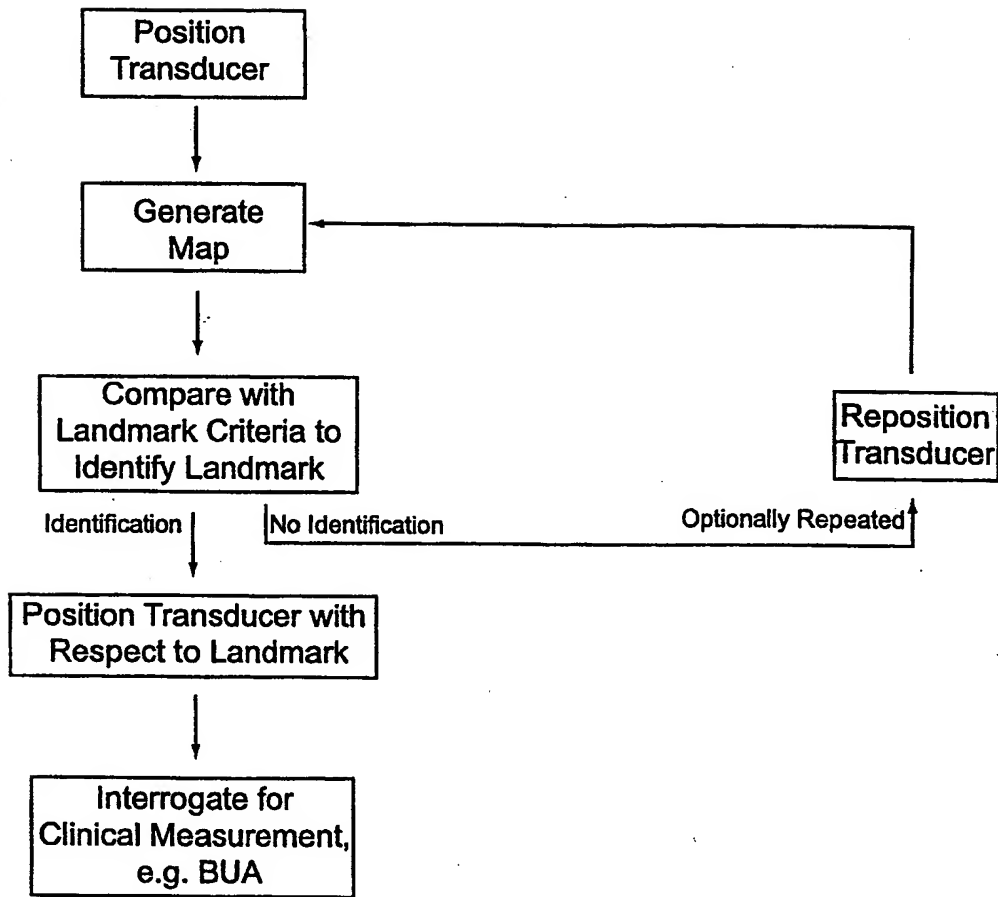 Position
Transducer
Generate
Map
Compare with
Landmark Criteria to
Identify Landmark
Reposition
Transducer
Identification
No Identification
Optionally Repeated
Position Transducer with
Respect to Landmark
Interrogate for
Clinical Measurement,
e.g. BUA